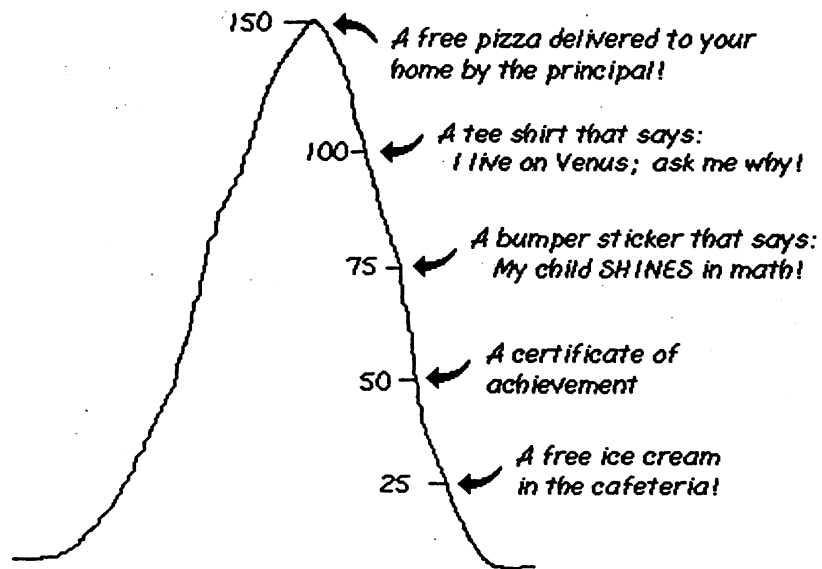 150 A free pizza delivered to your
home by the principal!
100 A tee shirt that says:
I live on Venus; ask me why!
75 A bumper sticker that says:
My child SHINES in math!
50 A certificate of
achievement
25 A free ice cream
in the cafeteria!